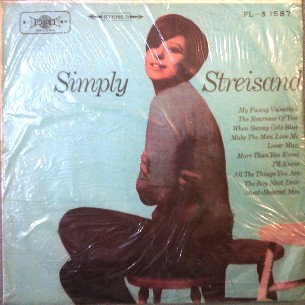 FIRST
STEREO
FL-S 1587
Simply Streisand
My Funny Valentine
The Nearness Of You
When Sunny Gets Blue
Make The Man Love Me
Lover Man
More Than You Know
I'll Know
All The Things You Are
The Boy Next Door
Stout-Hearted Men